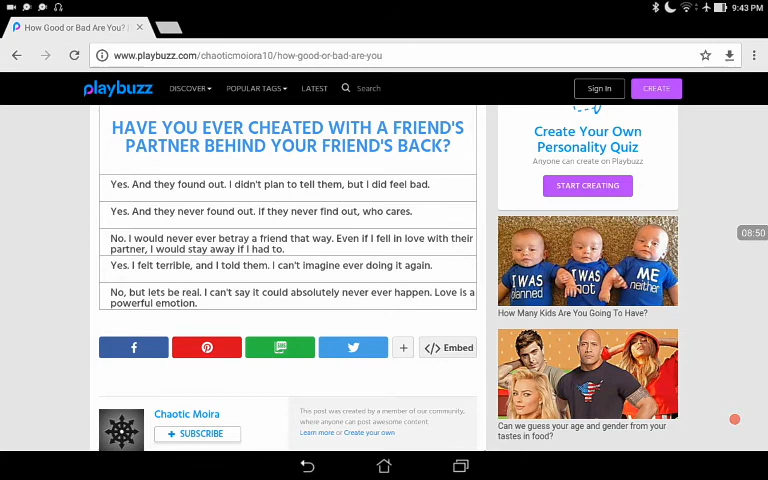 9:43 PM
How Good or Bad Are You? |
www.playbuzz.com/chaoticmoiora10/how-good-or-bad-are-you
playbuzz
DISCOVER
POPULAR TAGS
LATEST
Search
Sign In
CREATE
HAVE YOU EVER CHEATED WITH A FRIEND'S
PARTNER BEHIND YOUR FRIEND'S BACK?
Yes. And they found out. I didn't plan to tell them, but I did feel bad.
Yes. And they never found out. If they never find out, who cares.
No. I would never ever betray a friend that way. Even if I fell in love with their
partner, I would stay away if I had to.
Yes. I felt terrible, and I told them. I can't imagine ever doing it again.
No, but lets be real. I can't say it could absolutely never ever happen. Love is a
powerful emotion.
Embed
Chaotic Moira
+ SUBSCRIBE
This post was created by a member of our community,
where anyone can post awesome content.
Learn more or Create your own
Create Your Own
Personality Quiz
Anyone can create on Playbuzz
START CREATING
08:50
I WAS
planned
I WAS
not
ME
neither
How Many Kids Are You Going To Have?
Can we guess your age and gender from your
tastes in food?